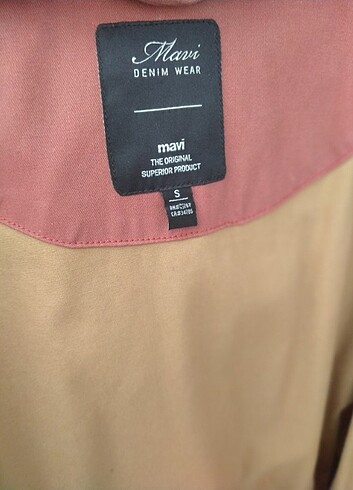 Mavi
DENIM WEAR
mavi
THE ORIGINAL
SUPERIOR PRODUCT
S